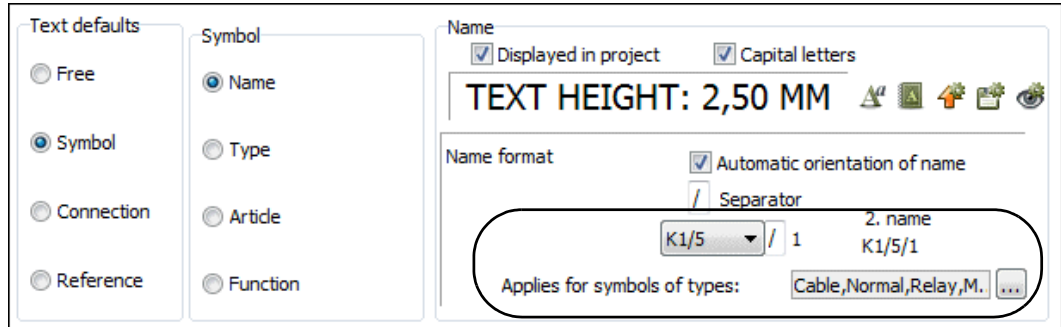 Text defaults
Free
Symbol
Connection
Reference
Symbol
Name
Type
Article
Function
Name
Displayed in project
Capital letters
TEXT HEIGHT: 2,50 MM
Name format
Automatic orientation of name
/ Separator
K1/5 / 1
2. name
K1/5/1
Applies for symbols of types:
Cable,Normal,Relay,M.
...